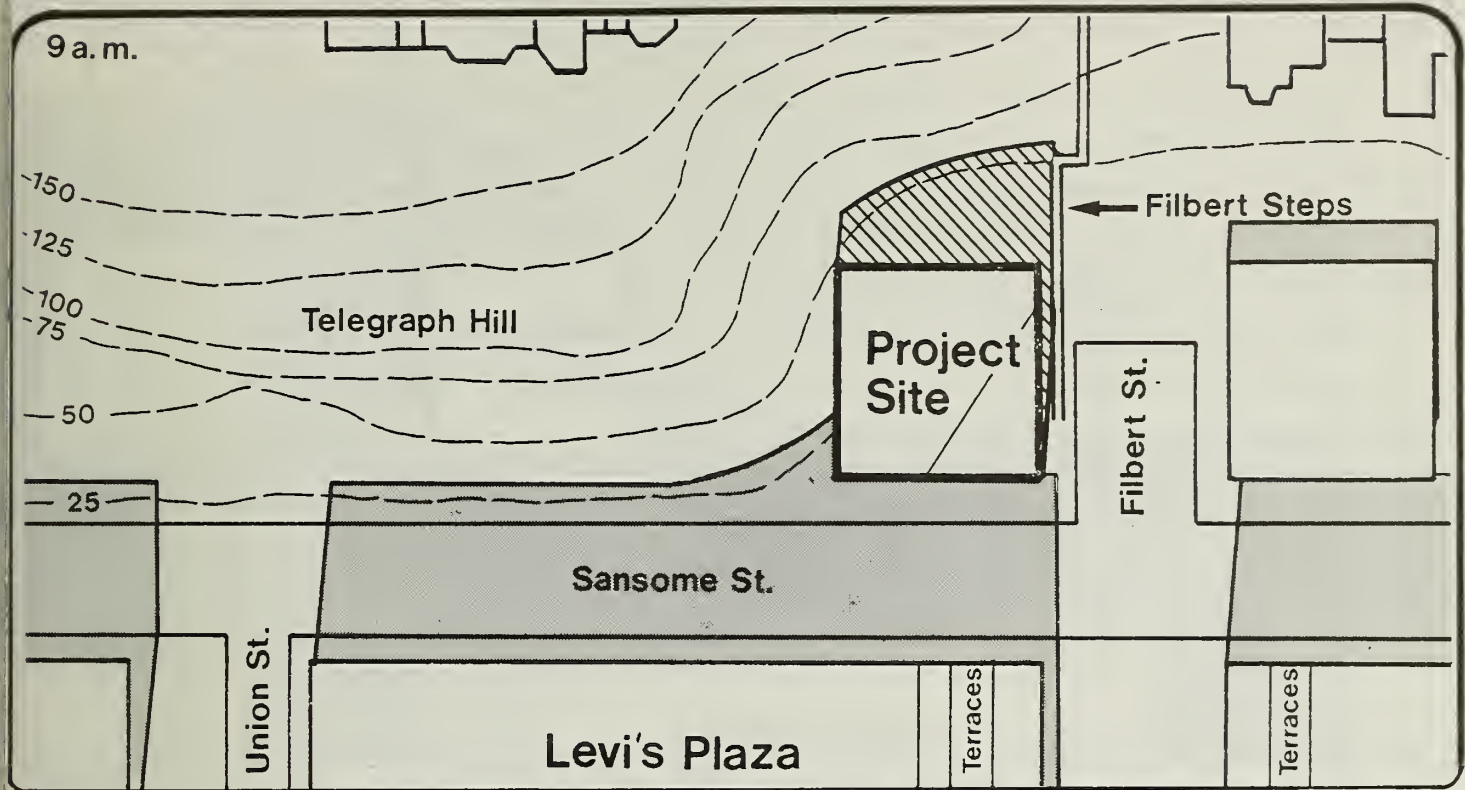 9 a.m.
150
125
100
75
50
25
Telegraph Hill
Filbert Steps
Project
Site
Filbert St.
Sansome St.
Union St.
Levi's Plaza
Terraces
Terraces